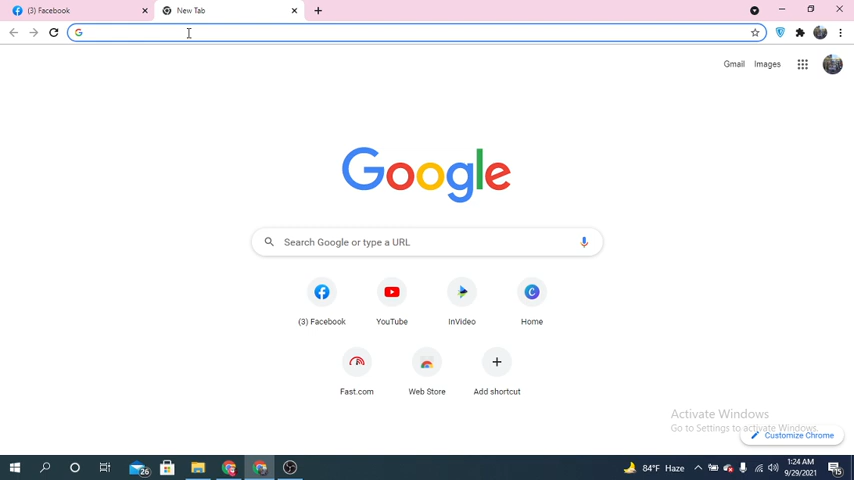 (3) Facebook
New Tab
Gmail
Images
Google
Search Google or type a URL
(3) Facebook
YouTube
InVideo
Home
Fast.com
Web Store
Add shortcut
Activate Windows
Go to Settings to activate Windows.
Customize Chrome
26
84°F Haze
1:24 AM
9/29/2021
15